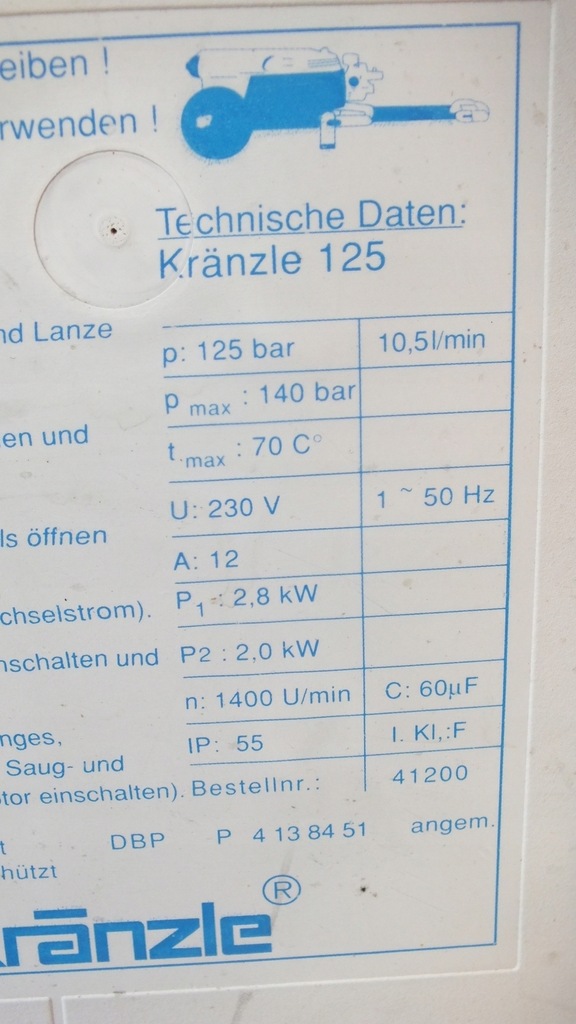 eiben !
rwenden !
Technische Daten:
Kränzle 125
nd Lanze
p: 125 bar 10,5l/min
p max : 140 bar
en und
t.max : 70 C°
U: 230 V 1 ~ 50 Hz
ls öffnen
A: 12
chselstrom). P1 : 2,8 kW
nschalten und P2 : 2,0 kW
n: 1400 U/min C: 60µF
nges, IP: 55 I. Kl,:F
Saug- und
tor einschalten). Bestellnr.: 41200
t DBP P 4 13 84 51 angem.
hützt
ränzle ®